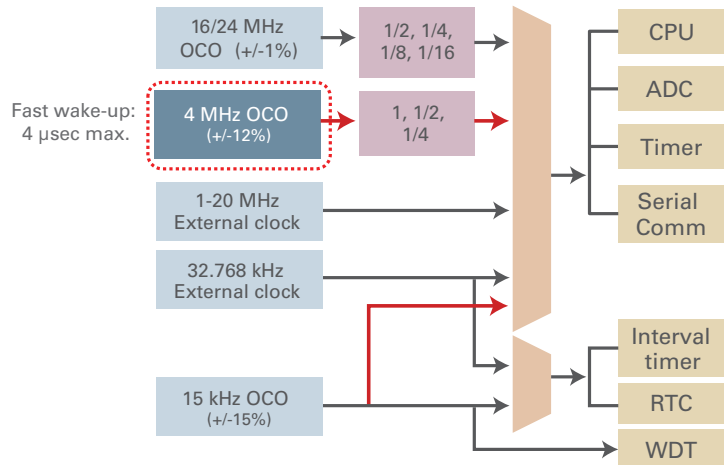 16/24 MHz
OCO (+/-1%)
1/2, 1/4,
1/8, 1/16
CPU
Fast wake-up:
4 µsec max.
4 MHz OCO
(+/-12%)
1, 1/2,
1/4
ADC
Timer
1-20 MHz
External clock
Serial
Comm
32.768 kHz
External clock
Interval
timer
15 kHz OCO
(+/-15%)
RTC
WDT